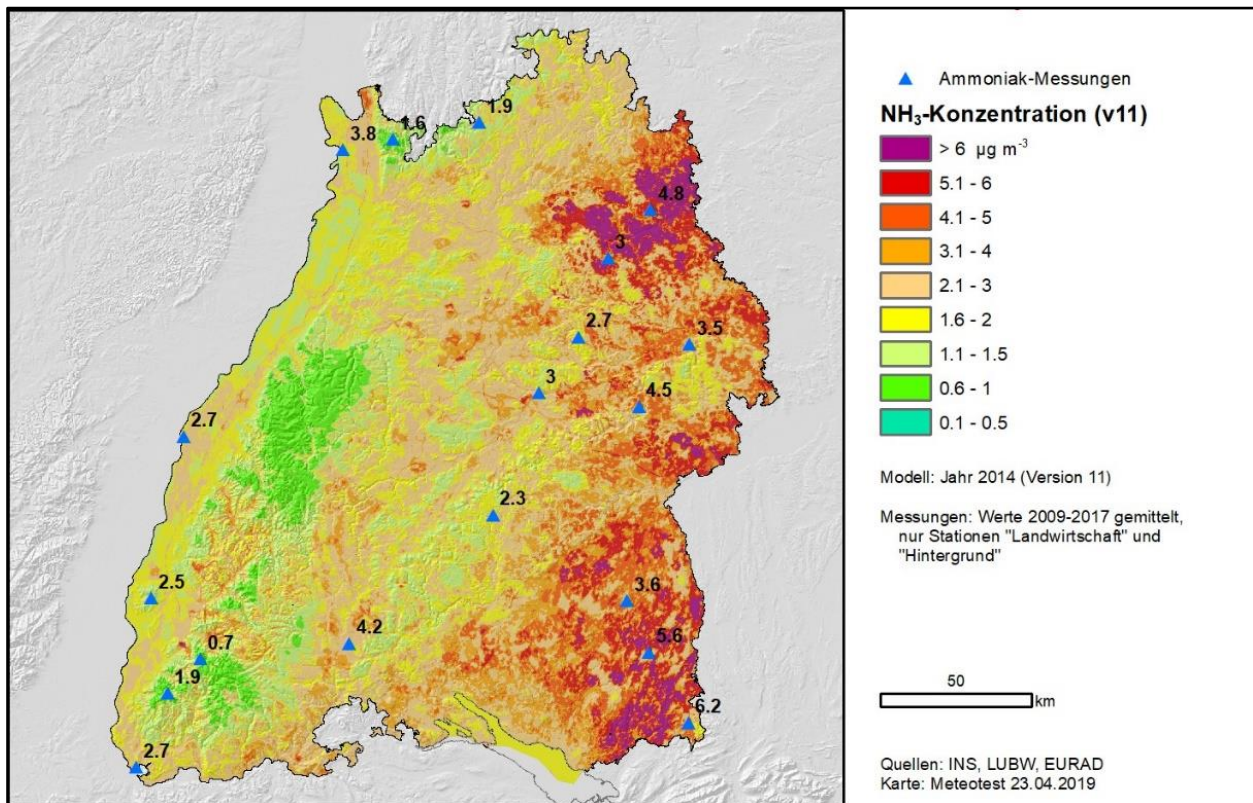 1.9
1.6
3.8
4.8
3
2.7
3.5
3
4.5
2.7
2.3
2.5
3.6
4.2
5.6
0.7
1.9
6.2
2.7
Ammoniak-Messungen
NH₃-Konzentration (v11)
> 6 µg m⁻³
5.1 - 6
4.1 - 5
3.1 - 4
2.1 - 3
1.6 - 2
1.1 - 1.5
0.6 - 1
0.1 - 0.5
Modell: Jahr 2014 (Version 11)
Messungen: Werte 2009-2017 gemittelt,
nur Stationen "Landwirtschaft" und
"Hintergrund"
50
km
Quellen: INS, LUBW, EURAD
Karte: Meteotest 23.04.2019